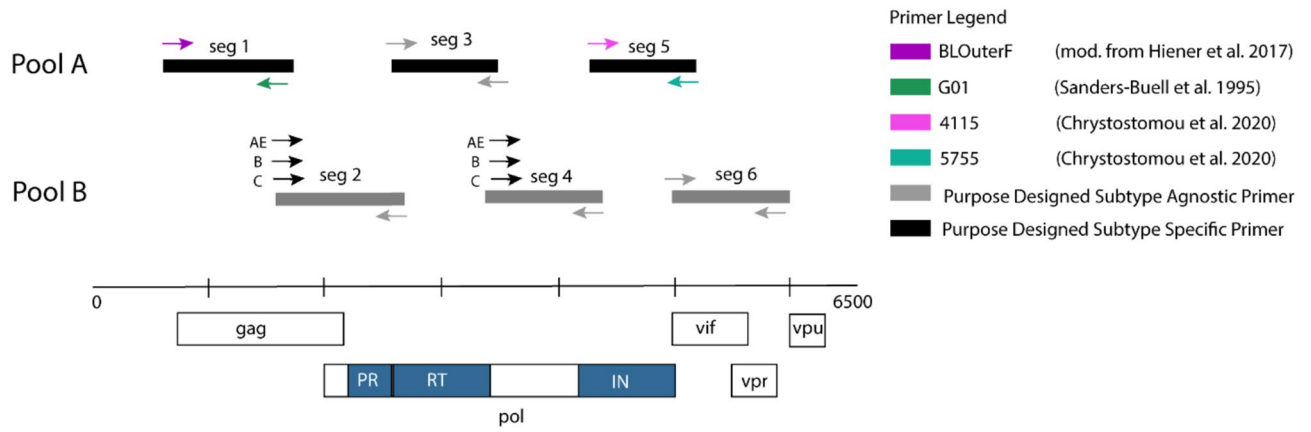 Primer Legend
BLOuterF (mod. from Hiener et al. 2017)
G01 (Sanders-Buell et al. 1995)
4115 (Chrystostomou et al. 2020)
5755 (Chrystostomou et al. 2020)
Purpose Designed Subtype Agnostic Primer
Purpose Designed Subtype Specific Primer
Pool A
seg 1 seg 3 seg 5
Pool B
AE AE
B B
C C
seg 2 seg 4 seg 6
0 6500
gag vif vpu
PR RT IN vpr
pol